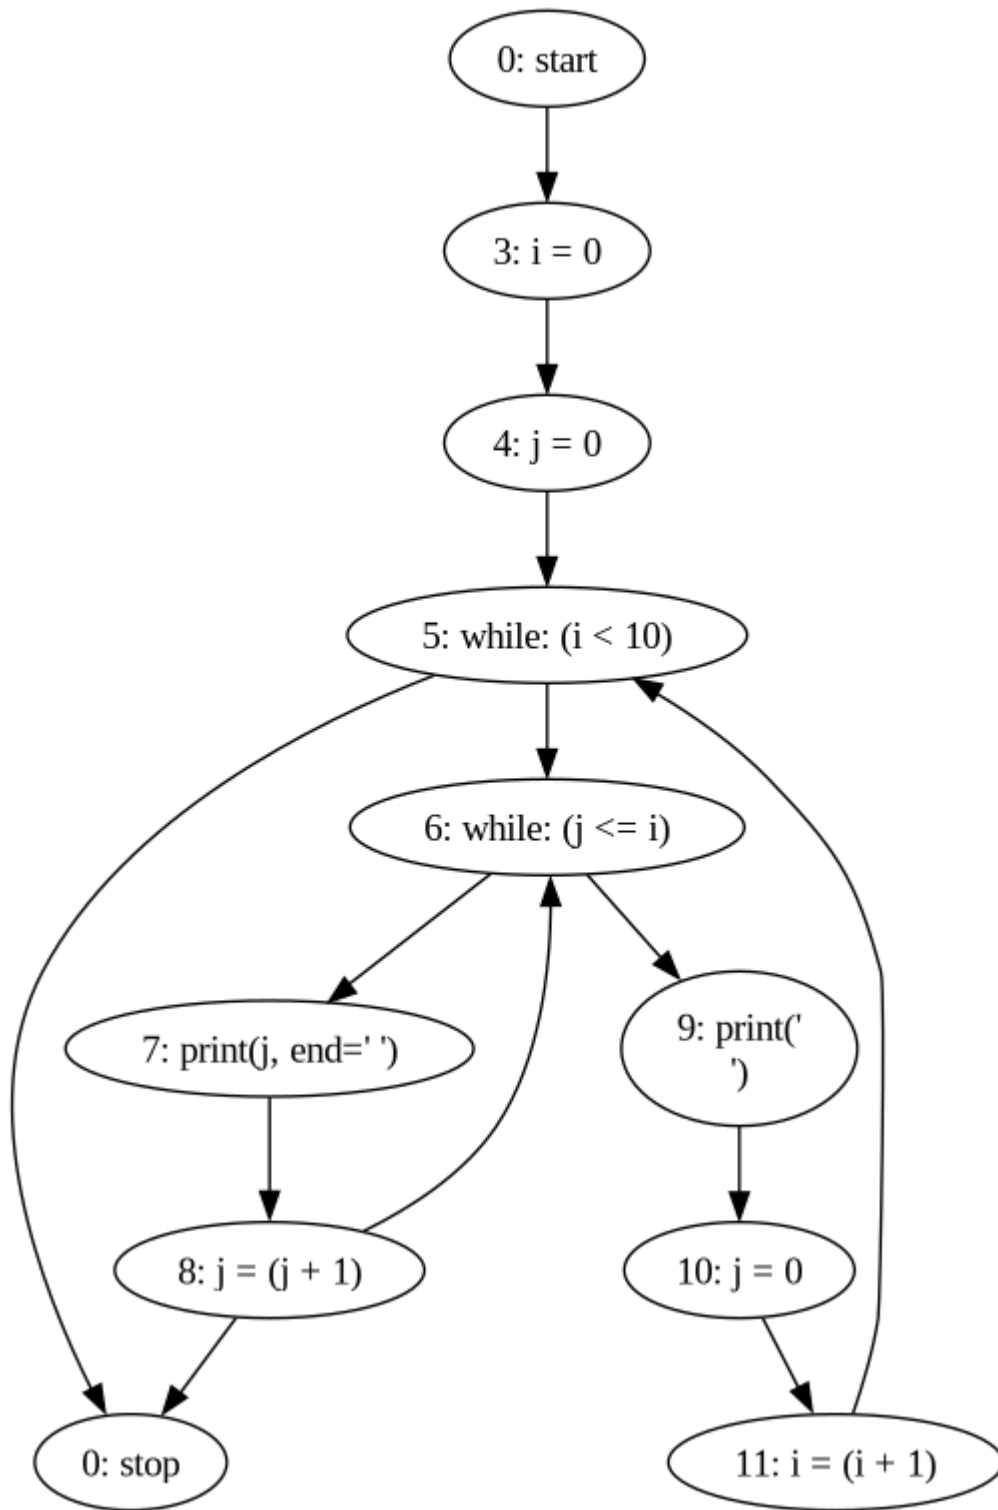 0: start
3: i = 0
4: j = 0
5: while: (i < 10)
6: while: (j <= i)
7: print(j, end=' ')
9: print('
')
8: j = (j + 1)
10: j = 0
0: stop
11: i = (i + 1)